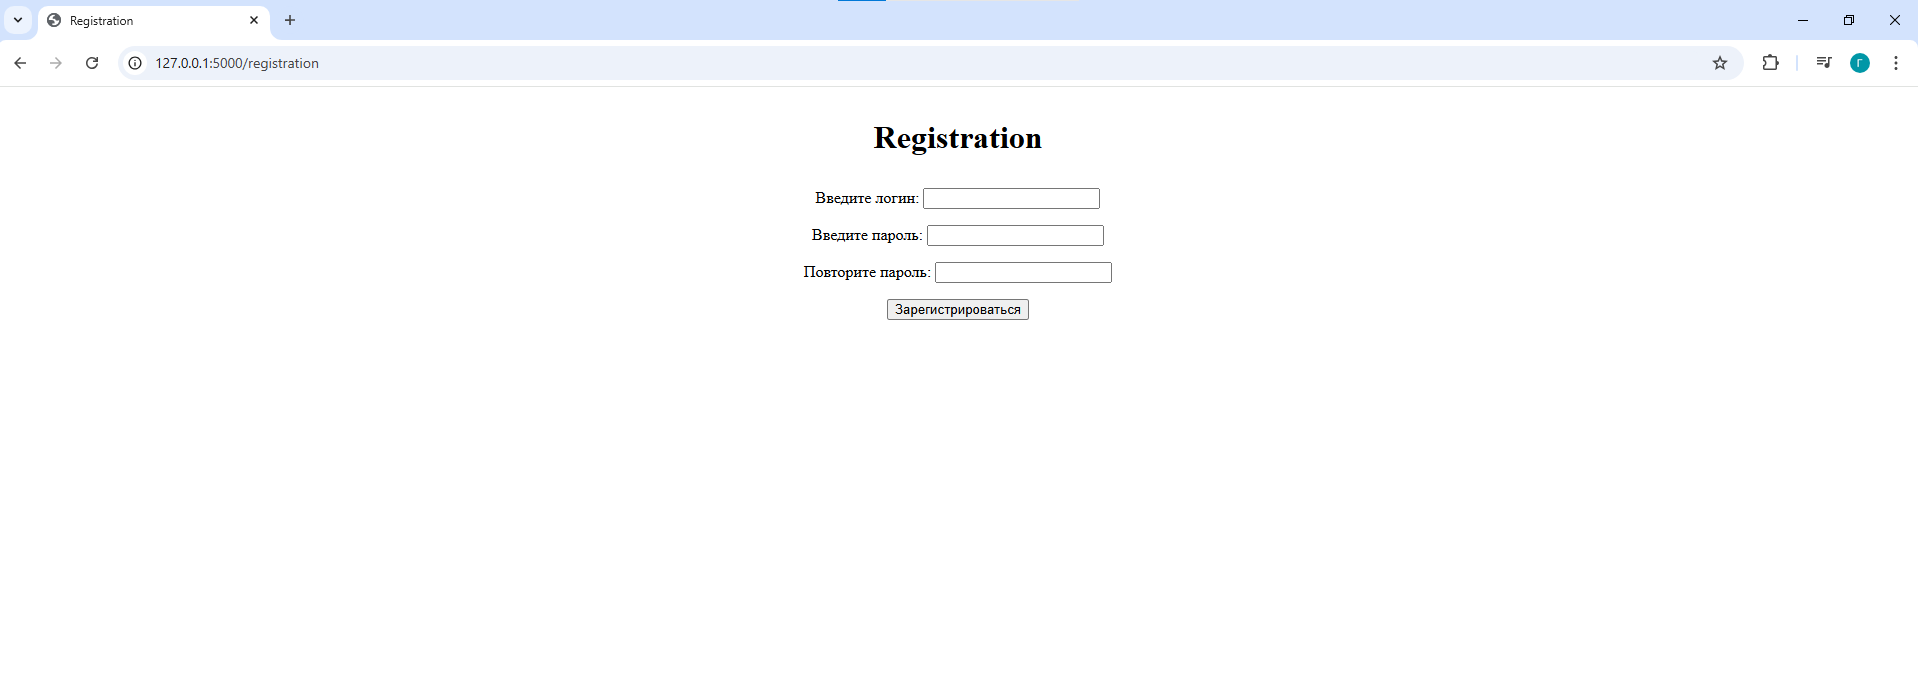 Registration
127.0.0.1:5000/registration
Г
Registration
Введите логин:
Введите пароль:
Повторите пароль:
Зарегистрироваться